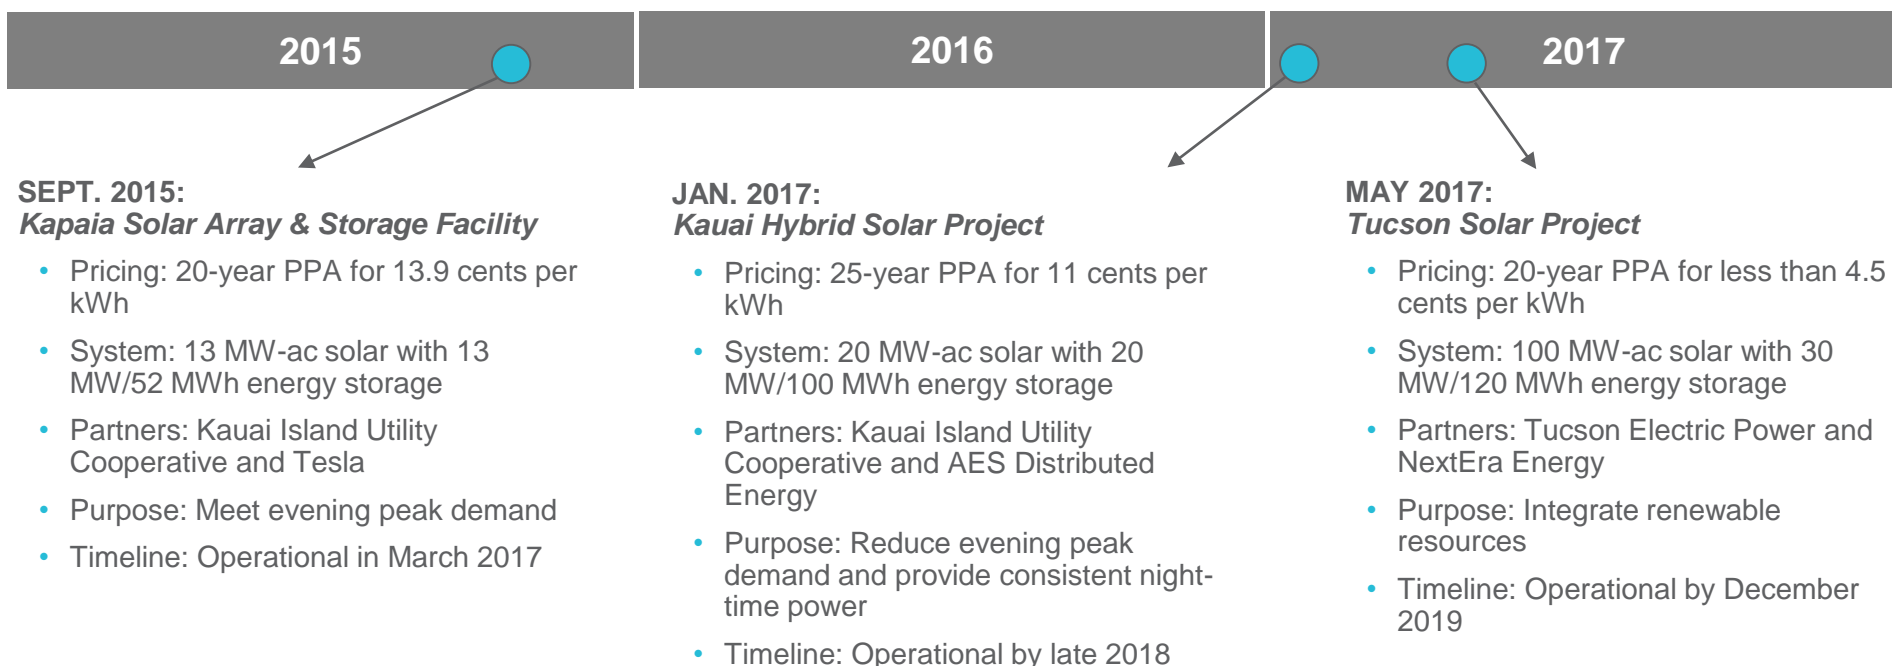 2015
2016
2017
SEPT. 2015:
Kapaia Solar Array & Storage Facility
• Pricing: 20-year PPA for 13.9 cents per
kWh
• System: 13 MW-ac solar with 13
MW/52 MWh energy storage
• Partners: Kauai Island Utility
Cooperative and Tesla
• Purpose: Meet evening peak demand
• Timeline: Operational in March 2017
JAN. 2017:
Kauai Hybrid Solar Project
• Pricing: 25-year PPA for 11 cents per
kWh
• System: 20 MW-ac solar with 20
MW/100 MWh energy storage
• Partners: Kauai Island Utility
Cooperative and AES Distributed
Energy
• Purpose: Reduce evening peak
demand and provide consistent night-
time power
• Timeline: Operational by late 2018
MAY 2017:
Tucson Solar Project
• Pricing: 20-year PPA for less than 4.5
cents per kWh
• System: 100 MW-ac solar with 30
MW/120 MWh energy storage
• Partners: Tucson Electric Power and
NextEra Energy
• Purpose: Integrate renewable
resources
• Timeline: Operational by December
2019